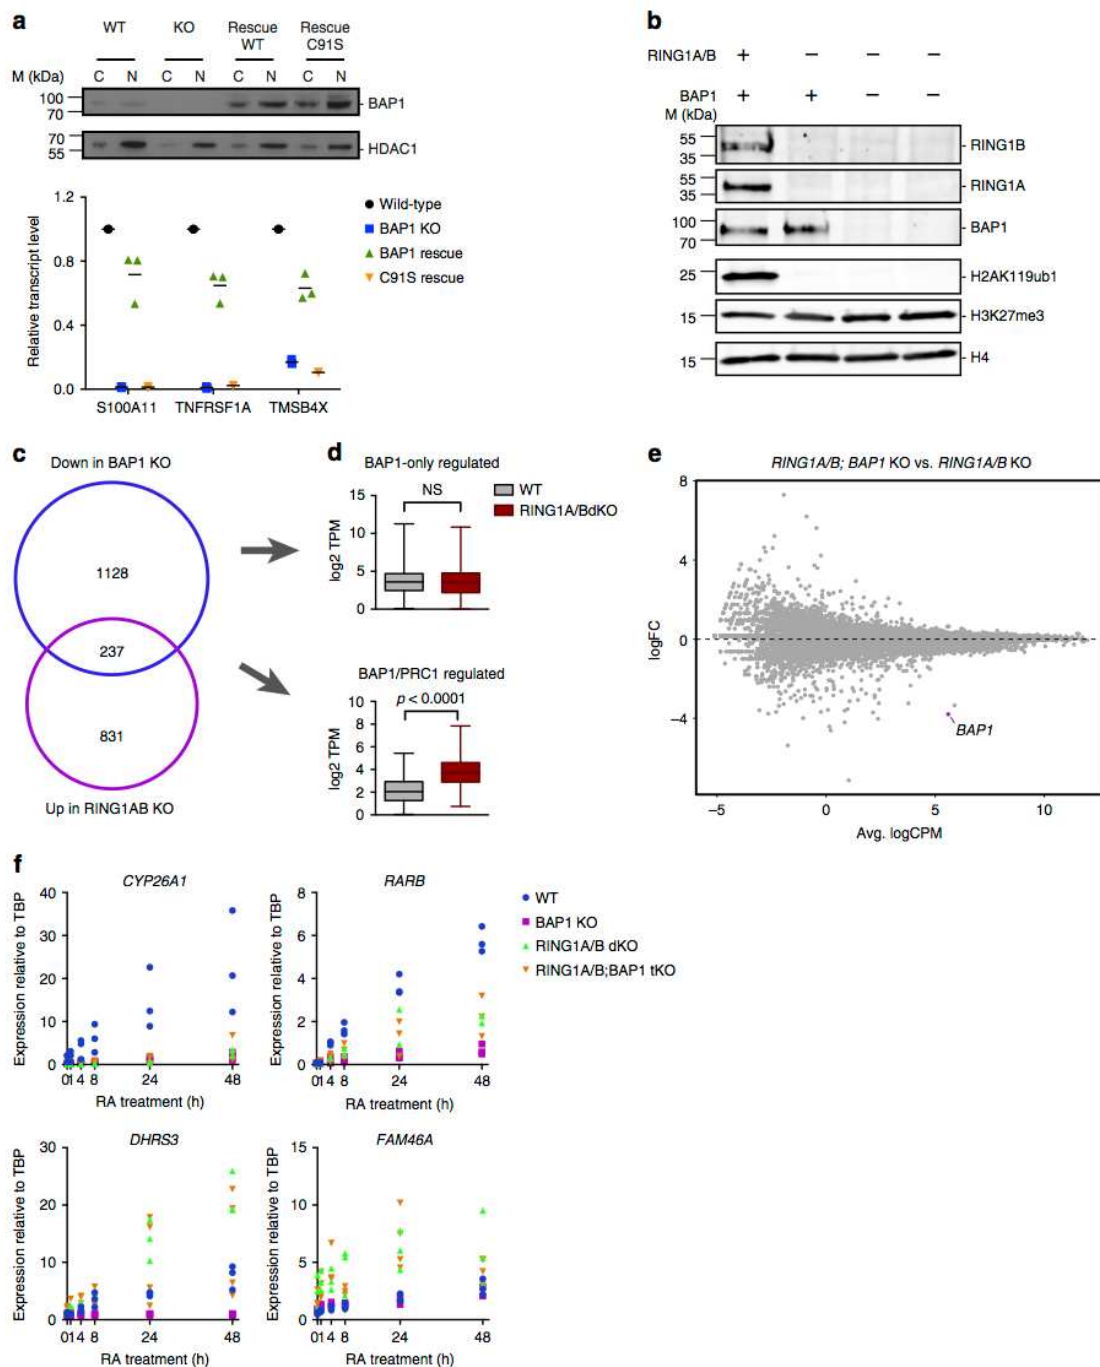 a
WT KO Rescue WT Rescue C91S
M (kDa) C N C N C N C N
100
70
BAP1
70
55
HDAC1
Relative transcript level
1.2
0.8
0.4
0.0
S100A11 TNFRSF1A TMSB4X
Wild-type
BAP1 KO
BAP1 rescue
C91S rescue
b
RING1A/B + – – –
BAP1 + + – –
M (kDa)
55
35
RING1B
55
35
RING1A
100
70
BAP1
25
H2AK119ub1
15
H3K27me3
15
H4
c
Down in BAP1 KO
1128
237
831
Up in RING1AB KO
d
BAP1-only regulated
NS
log2 TPM
15
10
5
0
WT
RING1A/BdKO
BAP1/PRC1 regulated
p < 0.0001
log2 TPM
10
8
6
4
2
0
e
RING1A/B; BAP1 KO vs. RING1A/B KO
logFC
8
4
0
–4
BAP1
–5 0 5 10
Avg. logCPM
f
CYP26A1
Expression relative to TBP
40
30
20
10
0
0 1 4 8 24 48
RA treatment (h)
RARB
Expression relative to TBP
8
6
4
2
0
0 1 4 8 24 48
RA treatment (h)
WT
BAP1 KO
RING1A/B dKO
RING1A/B;BAP1 tKO
DHRS3
Expression relative to TBP
30
20
10
0
0 1 4 8 24 48
RA treatment (h)
FAM46A
Expression relative to TBP
15
10
5
0
0 1 4 8 24 48
RA treatment (h)